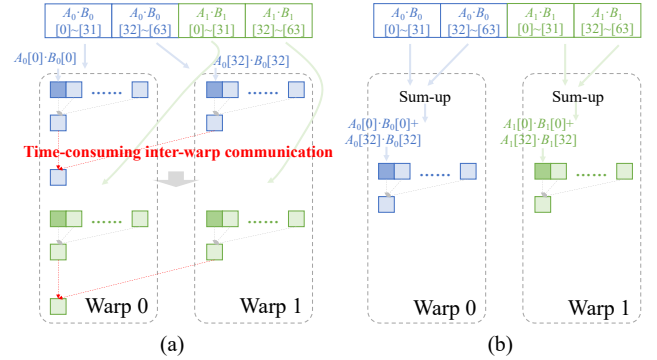 A₀·B₀ A₀·B₀ A₁·B₁ A₁·B₁
[0]~[31] [32]~[63] [0]~[31] [32]~[63]
A₀[0]·B₀[0] A₀[32]·B₀[32]
......
......
Time-consuming inter-warp communication
......
......
Warp 0 Warp 1
(a)
A₀·B₀ A₀·B₀ A₁·B₁ A₁·B₁
[0]~[31] [32]~[63] [0]~[31] [32]~[63]
Sum-up Sum-up
A₀[0]·B₀[0]+ A₁[0]·B₁[0]+
A₀[32]·B₀[32] A₁[32]·B₁[32]
......
......
Warp 0 Warp 1
(b)